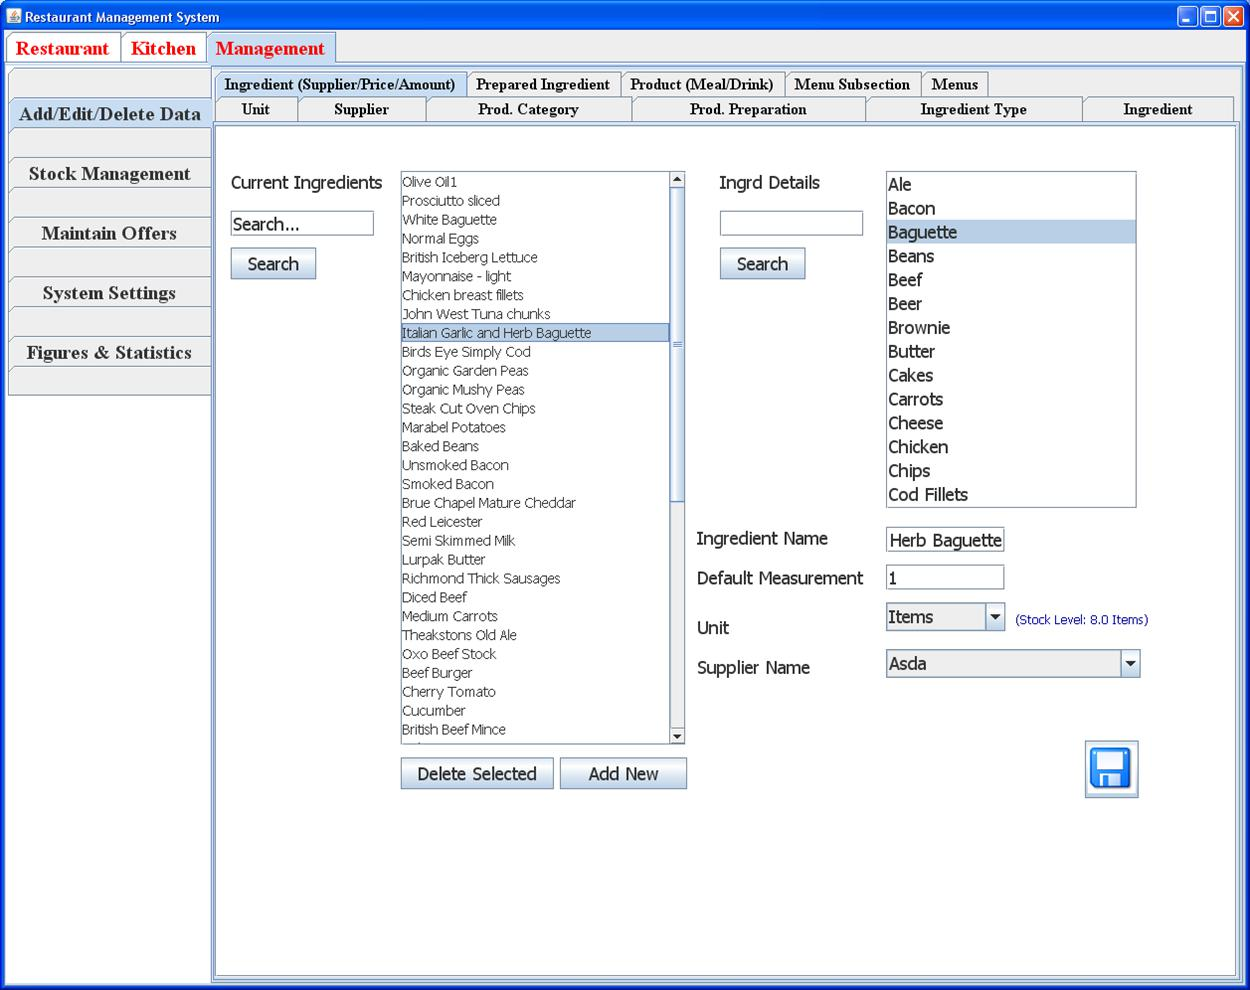 Restaurant Management System
Restaurant
Kitchen
Management
Add/Edit/Delete Data
Stock Management
Maintain Offers
System Settings
Figures & Statistics
Ingredient (Supplier/Price/Amount)
Prepared Ingredient
Product (Meal/Drink)
Menu Subsection
Menus
Unit
Supplier
Prod. Category
Prod. Preparation
Ingredient Type
Ingredient
Current Ingredients
Search...
Search
Olive Oil1
Prosciutto sliced
White Baguette
Normal Eggs
British Iceberg Lettuce
Mayonnaise - light
Chicken breast fillets
John West Tuna chunks
Italian Garlic and Herb Baguette
Birds Eye Simply Cod
Organic Garden Peas
Organic Mushy Peas
Steak Cut Oven Chips
Marabel Potatoes
Baked Beans
Unsmoked Bacon
Smoked Bacon
Brue Chapel Mature Cheddar
Red Leicester
Semi Skimmed Milk
Lurpak Butter
Richmond Thick Sausages
Diced Beef
Medium Carrots
Theakstons Old Ale
Oxo Beef Stock
Beef Burger
Cherry Tomato
Cucumber
British Beef Mince
Delete Selected
Add New
Ingrd Details
Search
Ale
Bacon
Baguette
Beans
Beef
Beer
Brownie
Butter
Cakes
Carrots
Cheese
Chicken
Chips
Cod Fillets
Ingredient Name
Herb Baguette
Default Measurement
1
Unit
Items
(Stock Level: 8.0 Items)
Supplier Name
Asda